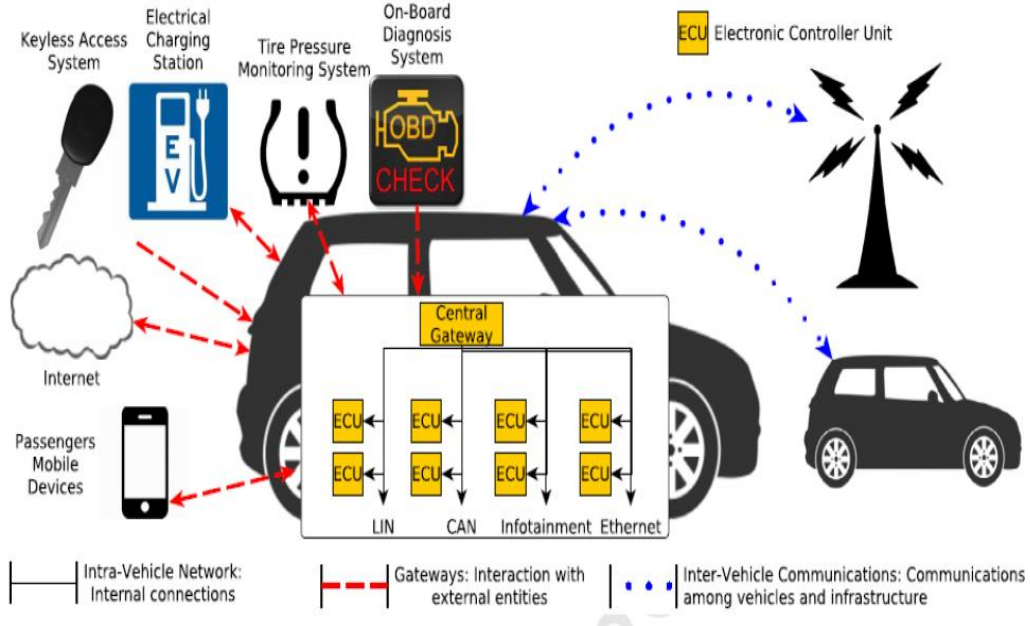 Keyless Access
System
Electrical
Charging
Station
Tire Pressure
Monitoring System
On-Board
Diagnosis
System
ECU Electronic Controller Unit
E
V
OBD
CHECK
Internet
Passengers
Mobile
Devices
Central
Gateway
ECU ECU ECU ECU
ECU ECU ECU ECU
LIN CAN Infotainment Ethernet
Intra-Vehicle Network:
Internal connections
Gateways: Interaction with
external entities
Inter-Vehicle Communications: Communications
among vehicles and infrastructure